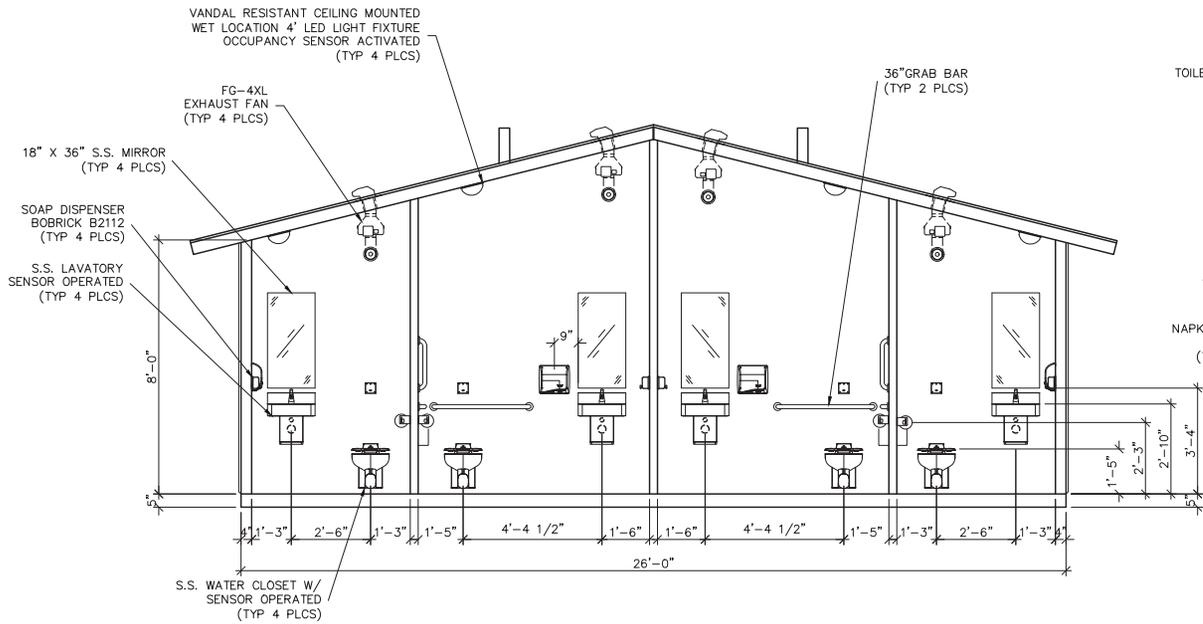 VANDAL RESISTANT CEILING MOUNTED
WET LOCATION 4' LED LIGHT FIXTURE
OCCUPANCY SENSOR ACTIVATED
(TYP 4 PLCS)
FG-4XL
EXHAUST FAN
(TYP 4 PLCS)
18" X 36" S.S. MIRROR
(TYP 4 PLCS)
SOAP DISPENSER
BOBRICK B2112
(TYP 4 PLCS)
S.S. LAVATORY
SENSOR OPERATED
(TYP 4 PLCS)
36"GRAB BAR
(TYP 2 PLCS)
TOILE
NAPK
(
9"
8'-0"
5"
1'-5"
2'-3"
2'-10"
3'-4"
5"
4"
1'-3"
2'-6"
1'-3"
1'-5"
4'-4 1/2"
1'-6"
1'-6"
4'-4 1/2"
1'-5"
1'-3"
2'-6"
1'-3"
4"
26'-0"
S.S. WATER CLOSET W/
SENSOR OPERATED
(TYP 4 PLCS)